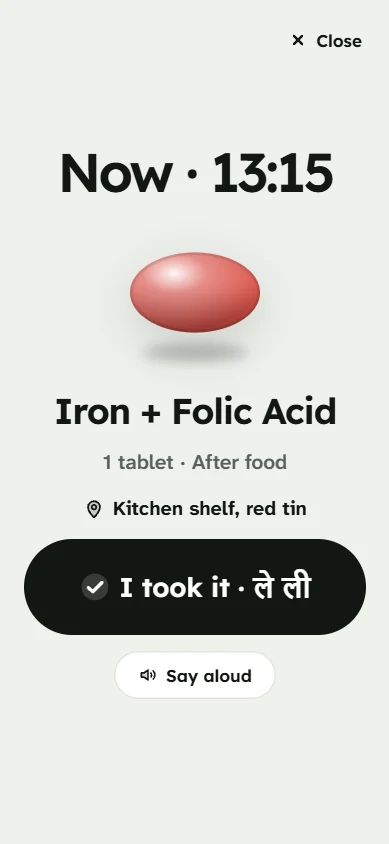 Close
Now · 13:15
Iron + Folic Acid
1 tablet · After food
Kitchen shelf, red tin
I took it · ले ली
Say aloud